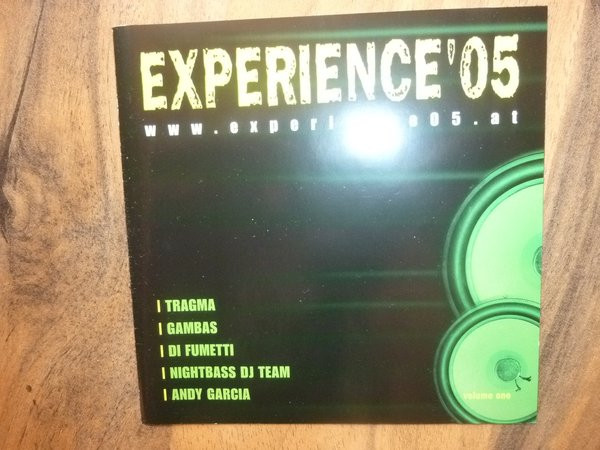 EXPERIENCE'05
| TRAGMA
| GAMBAS
| DI FUMETTI
| NIGHTBASS DJ TEAM
| ANDY GARCIA
volume one